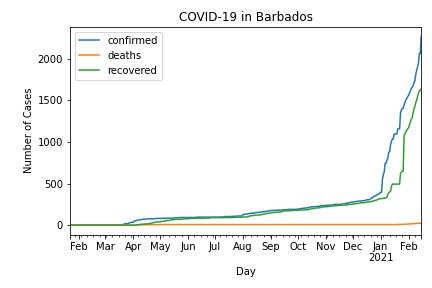 COVID-19 in Barbados
confirmed
deaths
recovered
Number of Cases
2000
1500
1000
500
0
Feb Mar Apr May Jun Jul Aug Sep Oct Nov Dec Jan Feb
2021
Day